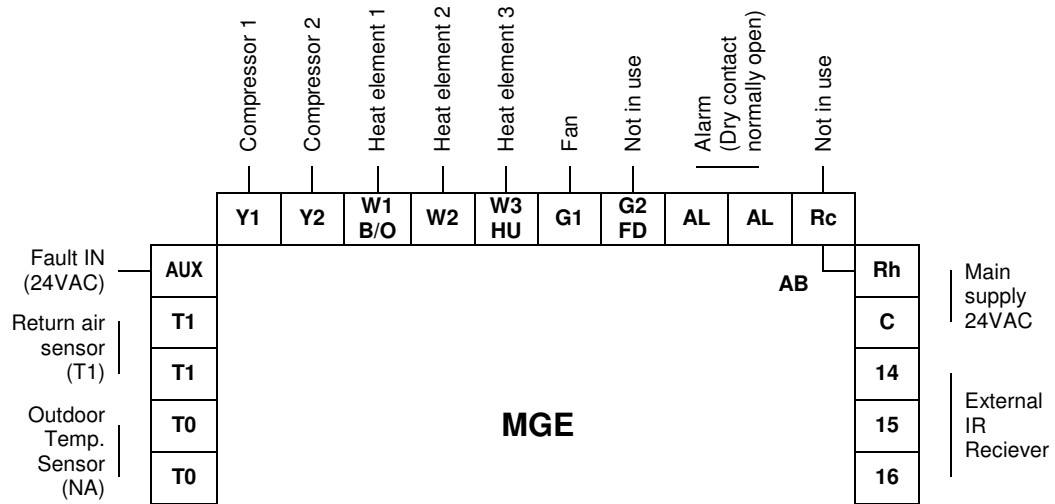 Compressor 1
Compressor 2
Heat element 1
Heat element 2
Heat element 3
Fan
Not in use
Alarm
(Dry contact
normally open)
Not in use
Y1
Y2
W1
B/O
W2
W3
HU
G1
G2
FD
AL
AL
Rc
Fault IN
(24VAC)
AUX
Return air
sensor
(T1)
T1
T1
Outdoor
Temp.
Sensor
(NA)
T0
T0
AB
MGE
Rh
C
Main
supply
24VAC
14
15
16
External
IR
Reciever